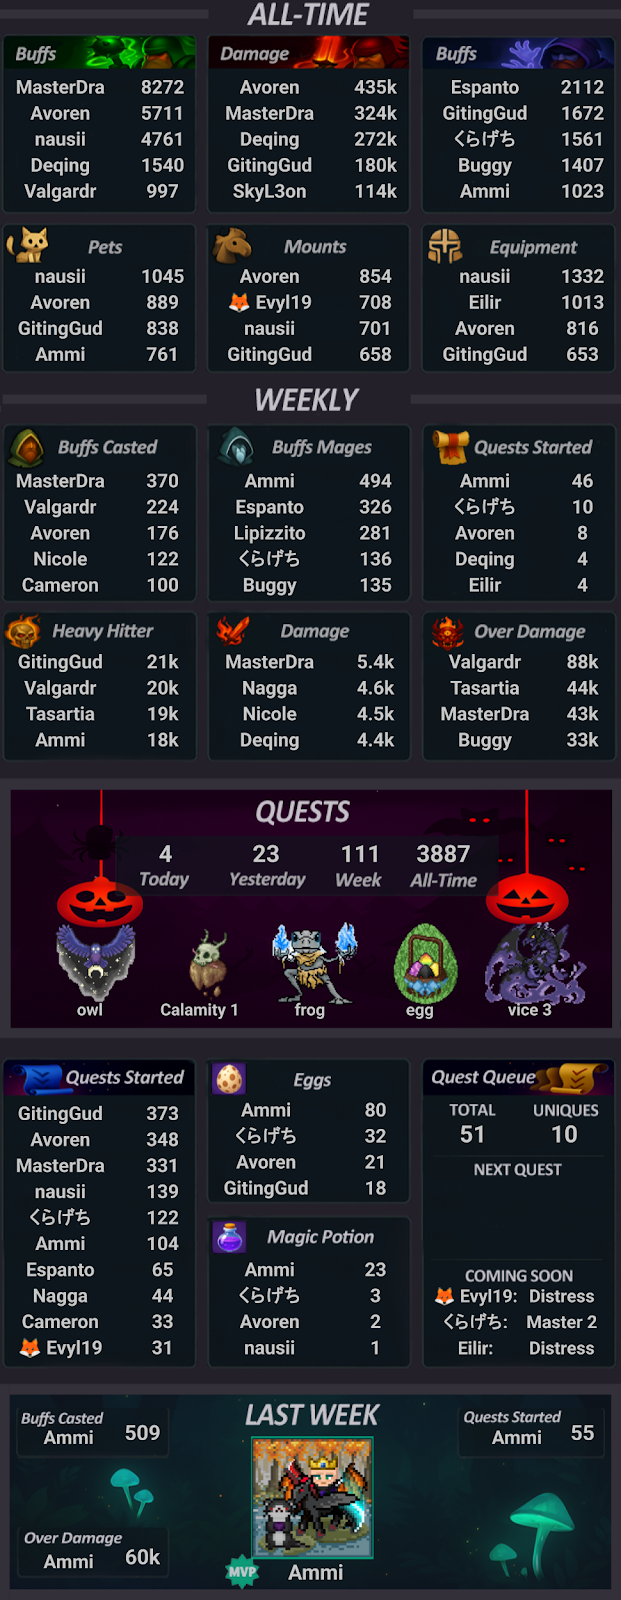 ALL-TIME
Buffs
MasterDra 8272
Avoren 5711
nausii 4761
Deqing 1540
Valgardr 997
Damage
Avoren 435k
MasterDra 324k
Deqing 272k
GitingGud 180k
SkyL3on 114k
Buffs
Espanto 2112
GitingGud 1672
くらげち 1561
Buggy 1407
Ammi 1023
Pets
nausii 1045
Avoren 889
GitingGud 838
Ammi 761
Mounts
Avoren 854
🦊 Evyl19 708
nausii 701
GitingGud 658
Equipment
nausii 1332
Eilir 1013
Avoren 816
GitingGud 653
WEEKLY
Buffs Casted
MasterDra 370
Valgardr 224
Avoren 176
Nicole 122
Cameron 100
Buffs Mages
Ammi 494
Espanto 326
Lipizzito 281
くらげち 136
Buggy 135
Quests Started
Ammi 46
くらげち 10
Avoren 8
Deqing 4
Eilir 4
Heavy Hitter
GitingGud 21k
Valgardr 20k
Tasartia 19k
Ammi 18k
Damage
MasterDra 5.4k
Nagga 4.6k
Nicole 4.5k
Deqing 4.4k
Over Damage
Valgardr 88k
Tasartia 44k
MasterDra 43k
Buggy 33k
QUESTS
4 23 111 3887
Today Yesterday Week All-Time
owl Calamity 1 frog egg vice 3
Quests Started
GitingGud 373
Avoren 348
MasterDra 331
nausii 139
くらげち 122
Ammi 104
Espanto 65
Nagga 44
Cameron 33
🦊 Evyl19 31
Eggs
Ammi 80
くらげち 32
Avoren 21
GitingGud 18
Magic Potion
Ammi 23
くらげち 3
Avoren 2
nausii 1
Quest Queue
TOTAL UNIQUES
51 10
NEXT QUEST
COMING SOON
🦊 Evyl19: Distress
くらげち: Master 2
Eilir: Distress
LAST WEEK
Buffs Casted
Ammi 509
Quests Started
Ammi 55
Over Damage
Ammi 60k
MVP Ammi